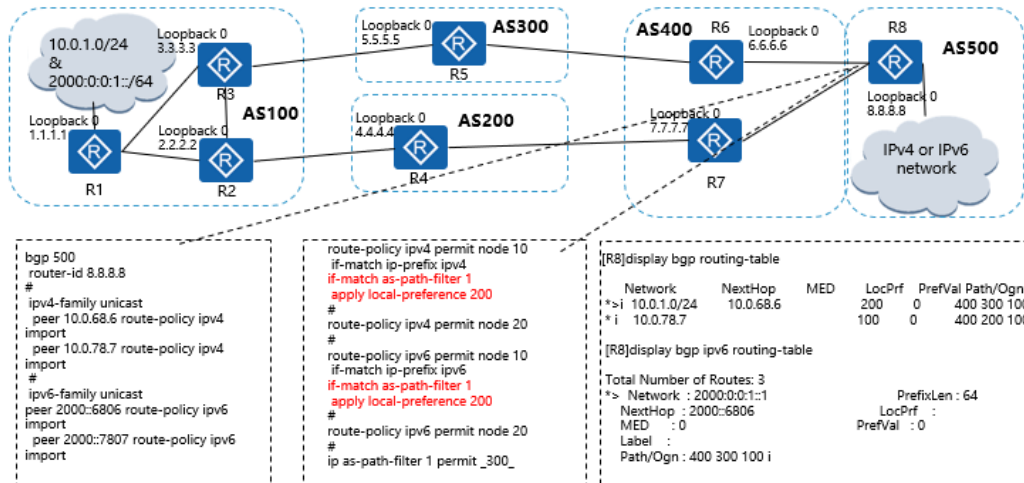 10.0.1.0/24
&
2000:0:0:1::/64
Loopback 0
3.3.3.3
R3
Loopback 0
1.1.1.1
R1
Loopback 0
2.2.2.2
R2
AS100
Loopback 0
5.5.5.5
R5
AS300
Loopback 0
4.4.4.4
R4
AS200
AS400
R6
6.6.6.6
Loopback 0
7.7.7.7
R7
R8
AS500
Loopback 0
8.8.8.8
IPv4 or IPv6
network
bgp 500
router-id 8.8.8.8
#
ipv4-family unicast
peer 10.0.68.6 route-policy ipv4
import
peer 10.0.78.7 route-policy ipv4
import
#
ipv6-family unicast
peer 2000::6806 route-policy ipv6
import
peer 2000::7807 route-policy ipv6
import
route-policy ipv4 permit node 10
if-match ip-prefix ipv4
if-match as-path-filter 1
apply local-preference 200
#
route-policy ipv4 permit node 20
#
route-policy ipv6 permit node 10
if-match ip-prefix ipv6
if-match as-path-filter 1
apply local-preference 200
#
route-policy ipv6 permit node 20
#
ip as-path-filter 1 permit _300_
[R8]display bgp routing-table
Network NextHop MED LocPrf PrefVal Path/Ogn
*>i 10.0.1.0/24 10.0.68.6 200 0 400 300 100
* i 10.0.78.7 100 0 400 200 100
[R8]display bgp ipv6 routing-table
Total Number of Routes: 3
*> Network : 2000:0:0:1::1 PrefixLen : 64
NextHop : 2000::6806 LocPrf :
MED : 0 PrefVal : 0
Label :
Path/Ogn : 400 300 100 i